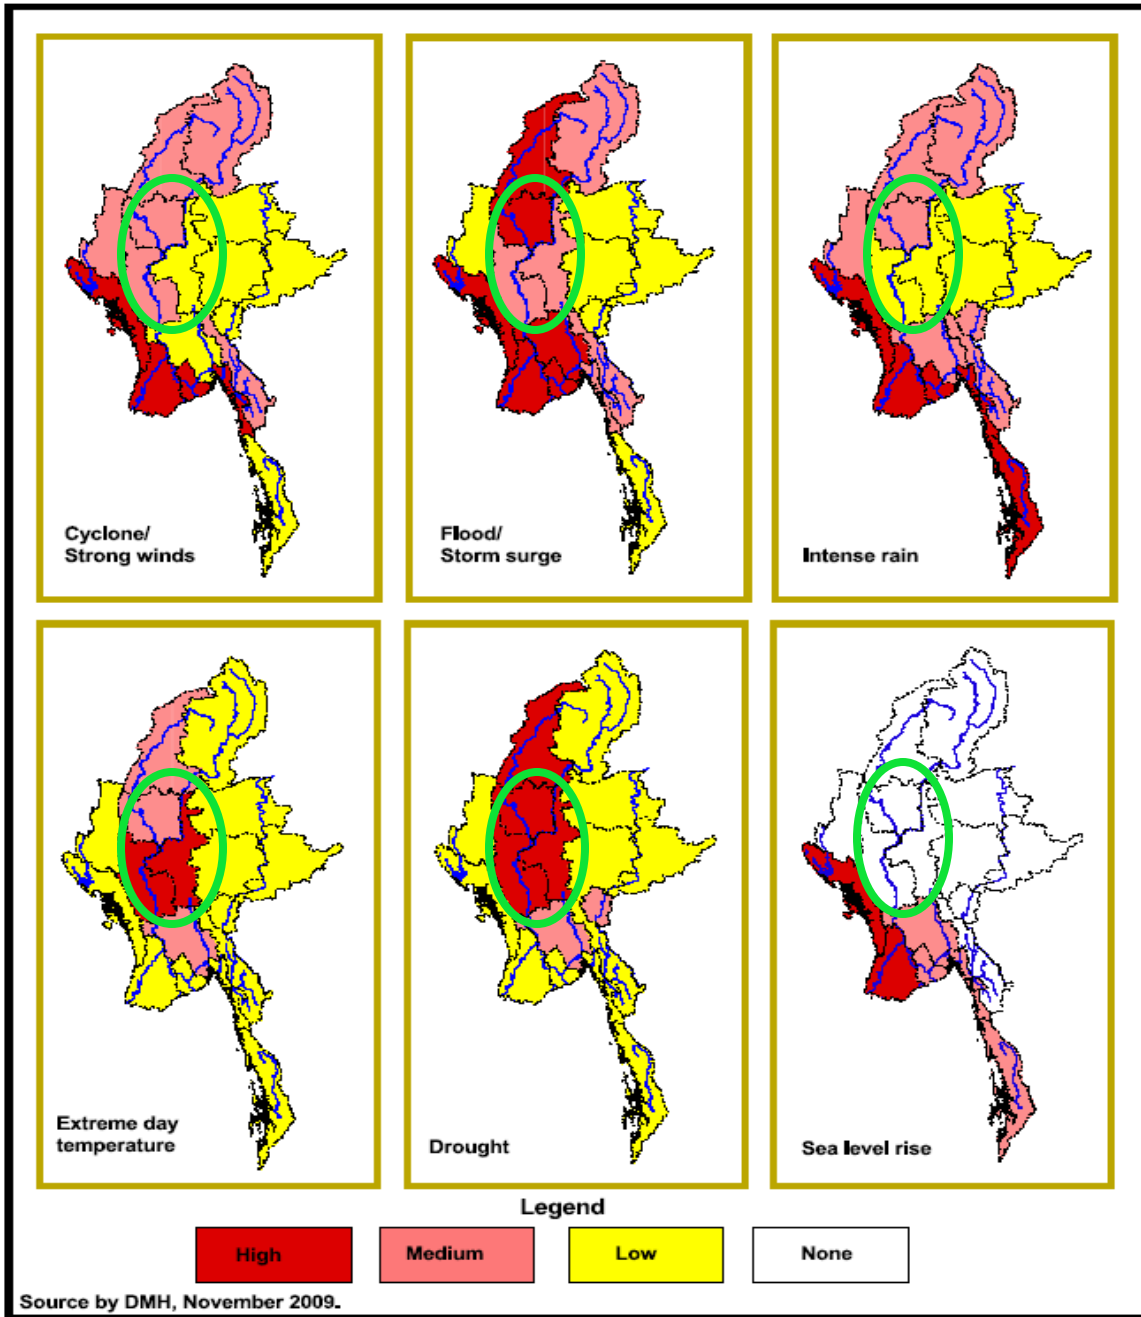 Cyclone/
Strong winds
Flood/
Storm surge
Intense rain
Extreme day
temperature
Drought
Sea level rise
Legend
High
Medium
Low
None
Source by DMH, November 2009.